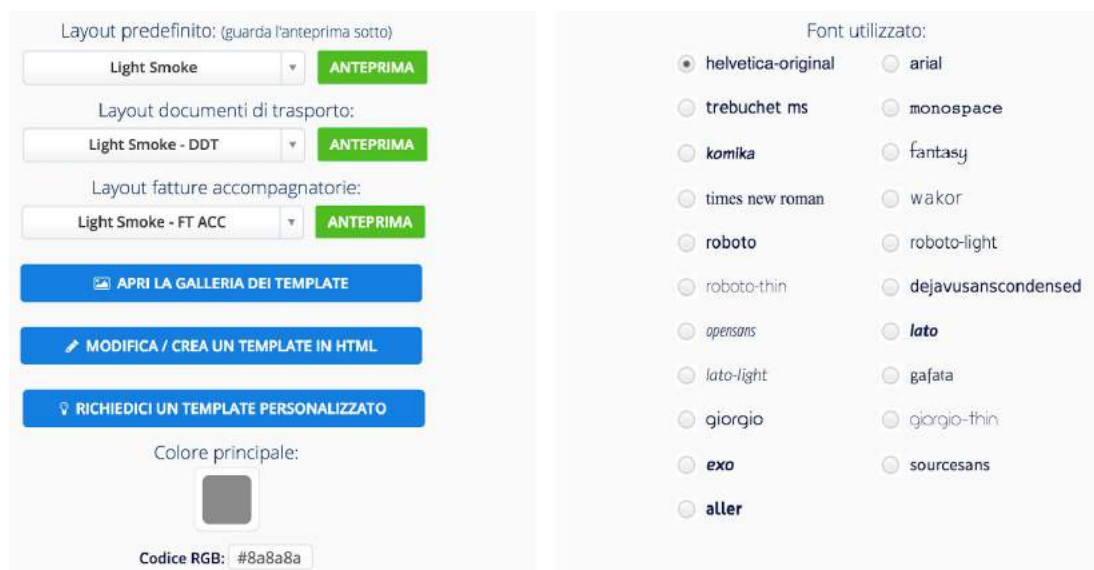 Layout predefinito: (guarda l'anteprima sotto)
Light Smoke
ANTEPRIMA
Layout documenti di trasporto:
Light Smoke - DDT
ANTEPRIMA
Layout fatture accompagnatorie:
Light Smoke - FT ACC
ANTEPRIMA
APRI LA GALLERIA DEI TEMPLATE
MODIFICA / CREA UN TEMPLATE IN HTML
RICHIEDICI UN TEMPLATE PERSONALIZZATO
Colore principale:
Codice RGB: #8a8a8a
Font utilizzato:
helvetica-original arial
trebuchet ms monospace
komika fantasy
times new roman wakor
roboto roboto-light
roboto-thin dejavusanscondensed
opensans lato
lato-light gafata
giorgio giorgio-thin
exo sourcesans
aller